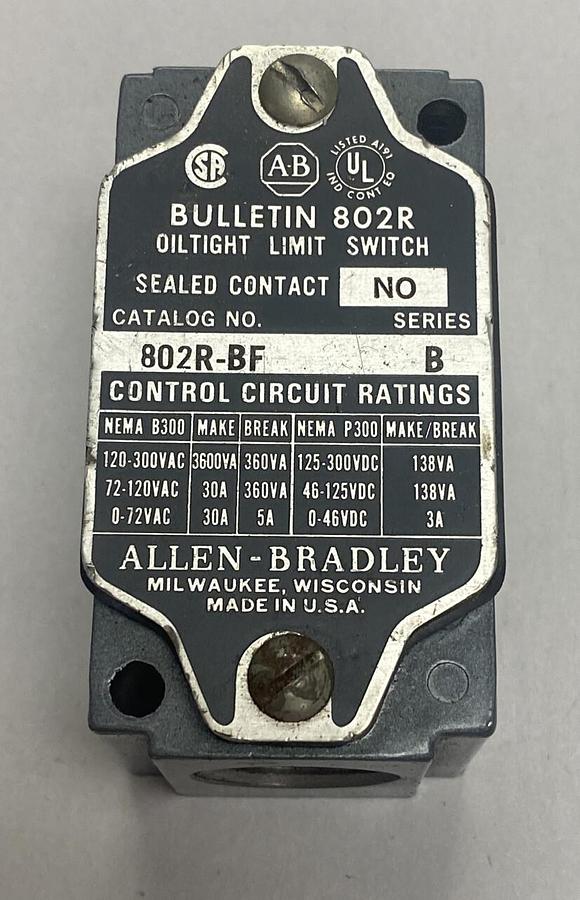 LISTED A191
SA A-B UL
IND CONT EQ
BULLETIN 802R
OILTIGHT LIMIT SWITCH
SEALED CONTACT NO
CATALOG NO. SERIES
802R-BF B
CONTROL CIRCUIT RATINGS
NEMA B300 MAKE BREAK NEMA P300 MAKE/BREAK
120-300VAC 3600VA 360VA 125-300VDC 138VA
72-120VAC 30A 360VA 46-125VDC 138VA
0-72VAC 30A 5A 0-46VDC 3A
ALLEN-BRADLEY
MILWAUKEE, WISCONSIN
MADE IN U.S.A.